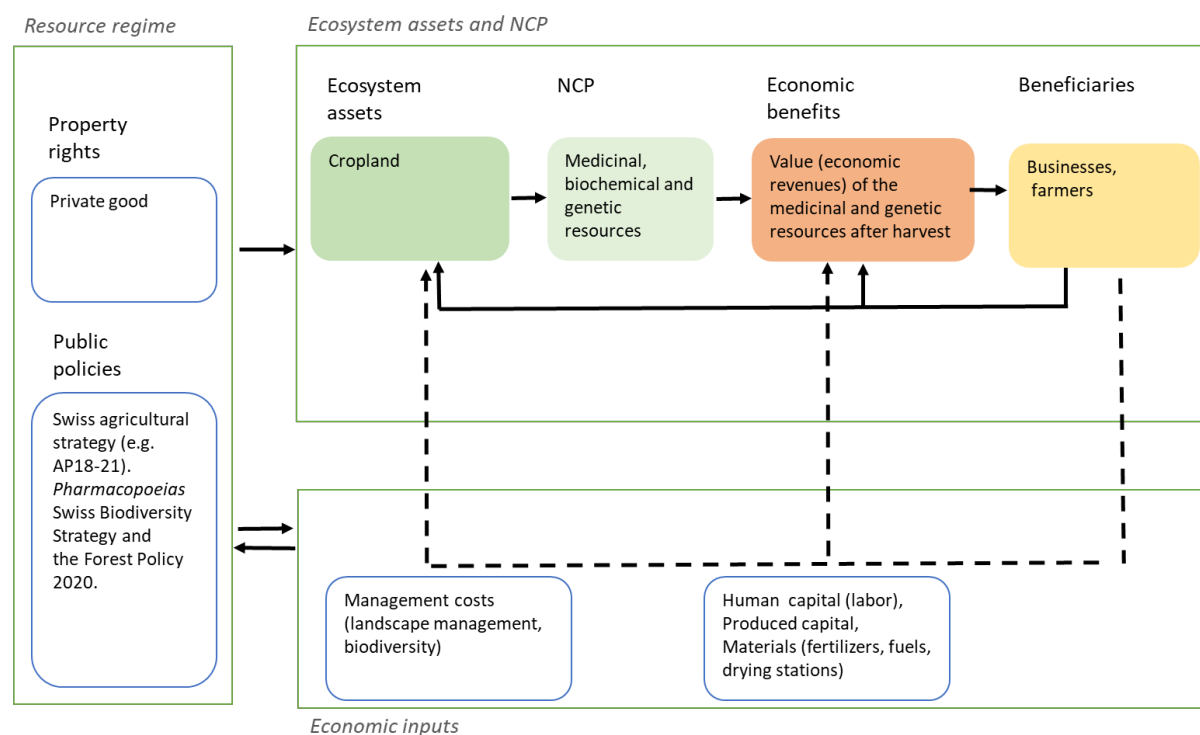 Resource regime
Property
rights
Private good
Public
policies
Swiss agricultural
strategy (e.g.
AP18-21).
Pharmacopoeias
Swiss Biodiversity
Strategy and
the Forest Policy
2020.
Ecosystem assets and NCP
Ecosystem
assets
Cropland
NCP
Medicinal,
biochemical and
genetic
resources
Economic
benefits
Value (economic
revenues) of the
medicinal and genetic
resources after harvest
Beneficiaries
Businesses,
farmers
Management costs
(landscape management,
biodiversity)
Human capital (labor),
Produced capital,
Materials (fertilizers, fuels,
drying stations)
Economic inputs